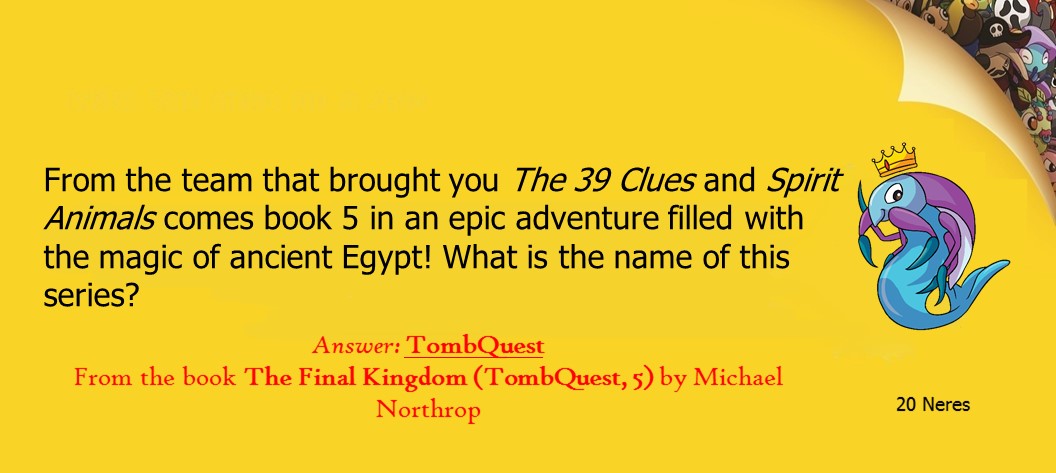 From the team that brought you The 39 Clues and Spirit
Animals comes book 5 in an epic adventure filled with
the magic of ancient Egypt! What is the name of this
series?
Answer: TombQuest
From the book The Final Kingdom (TombQuest, 5) by Michael
Northrop
20 Neres